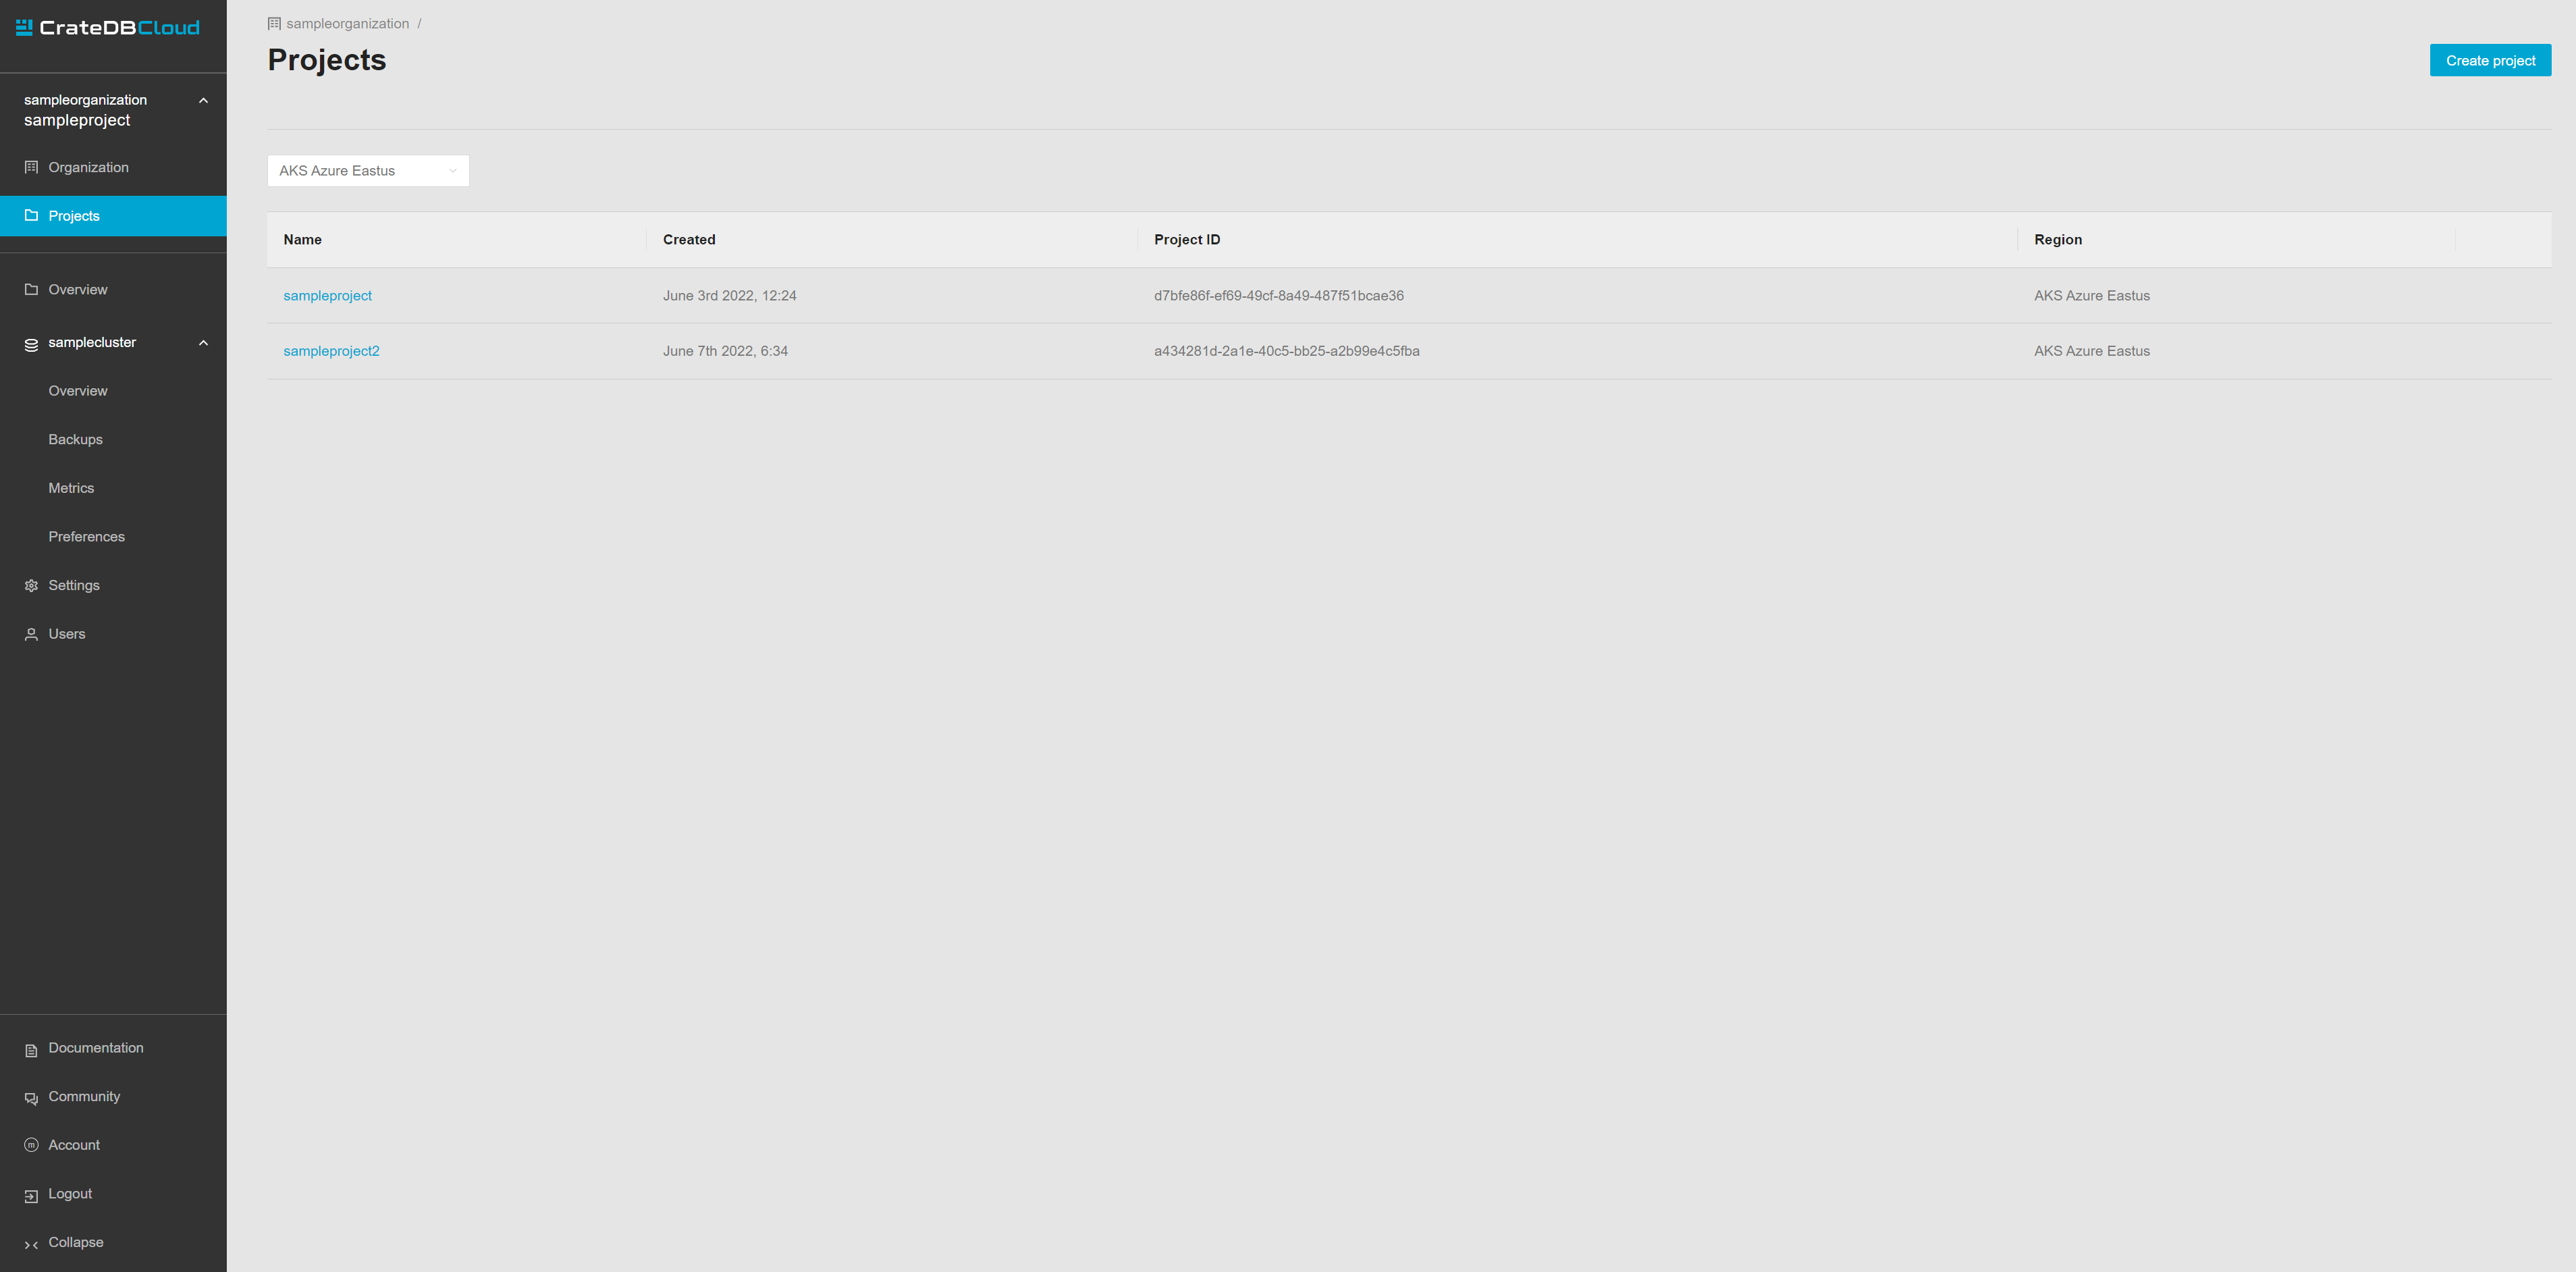 CrateDBCloud
sampleorganization
sampleproject
Organization
Projects
Overview
samplecluster
Overview
Backups
Metrics
Preferences
Settings
Users
Documentation
Community
m
Account
Logout
Collapse
sampleorganization /
Projects
Create project
AKS Azure Eastus
Name Created Project ID Region
sampleproject June 3rd 2022, 12:24 d7bfe86f-ef69-49cf-8a49-487f51bcae36 AKS Azure Eastus
sampleproject2 June 7th 2022, 6:34 a434281d-2a1e-40c5-bb25-a2b99e4c5fba AKS Azure Eastus